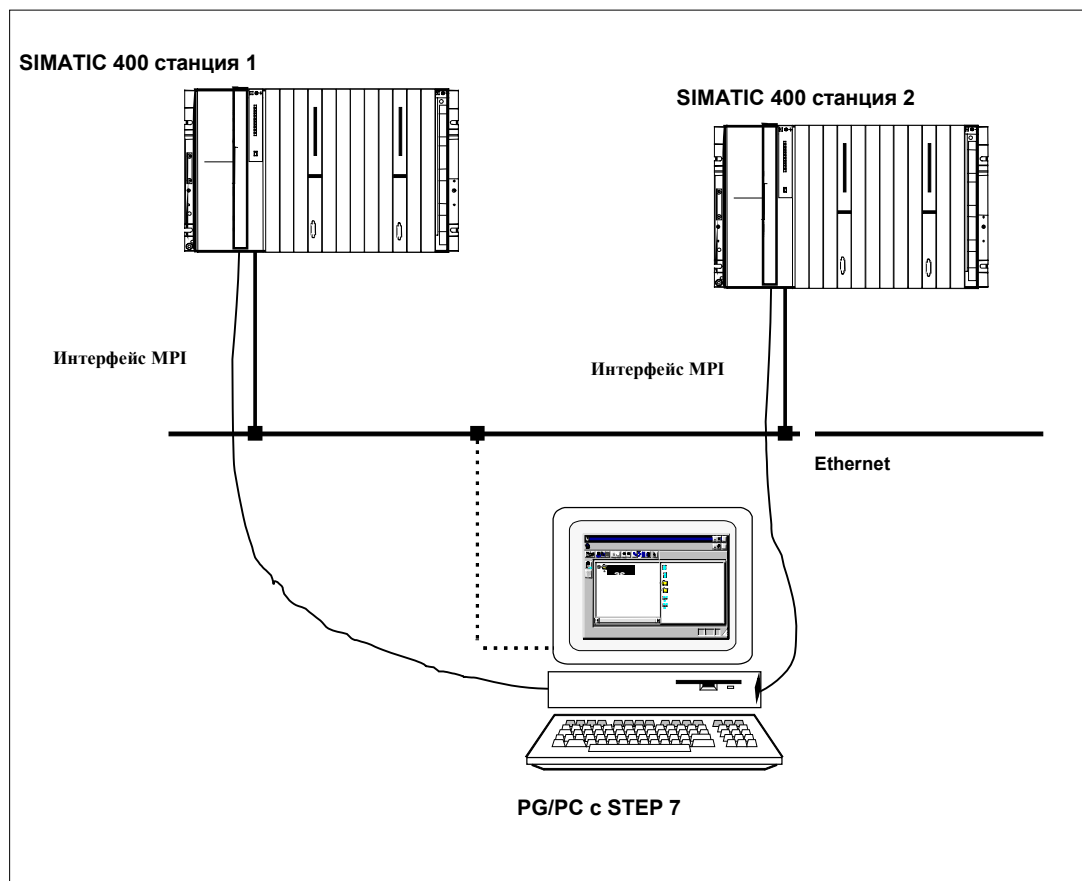 SIMATIC 400 станция 1
SIMATIC 400 станция 2
Интерфейс MPI
Интерфейс MPI
Ethernet
PG/PC с STEP 7